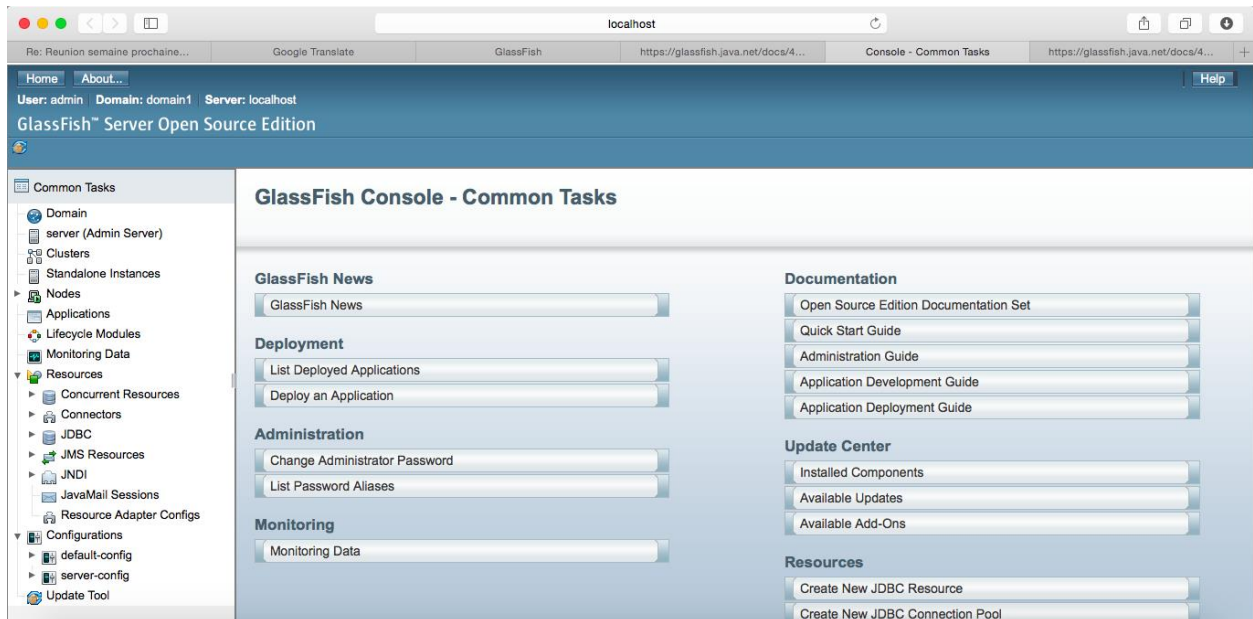 localhost
Re: Reunion semaine prochaine...
Google Translate
GlassFish
https://glassfish.java.net/docs/4...
Console - Common Tasks
https://glassfish.java.net/docs/4...
Home About... Help
User: admin Domain: domain1 Server: localhost
GlassFish™ Server Open Source Edition
Common Tasks
Domain
server (Admin Server)
Clusters
Standalone Instances
Nodes
Applications
Lifecycle Modules
Monitoring Data
Resources
Concurrent Resources
Connectors
JDBC
JMS Resources
JNDI
JavaMail Sessions
Resource Adapter Configs
Configurations
default-config
server-config
Update Tool
GlassFish Console - Common Tasks
GlassFish News
GlassFish News
Deployment
List Deployed Applications
Deploy an Application
Administration
Change Administrator Password
List Password Aliases
Monitoring
Monitoring Data
Documentation
Open Source Edition Documentation Set
Quick Start Guide
Administration Guide
Application Development Guide
Application Deployment Guide
Update Center
Installed Components
Available Updates
Available Add-Ons
Resources
Create New JDBC Resource
Create New JDBC Connection Pool